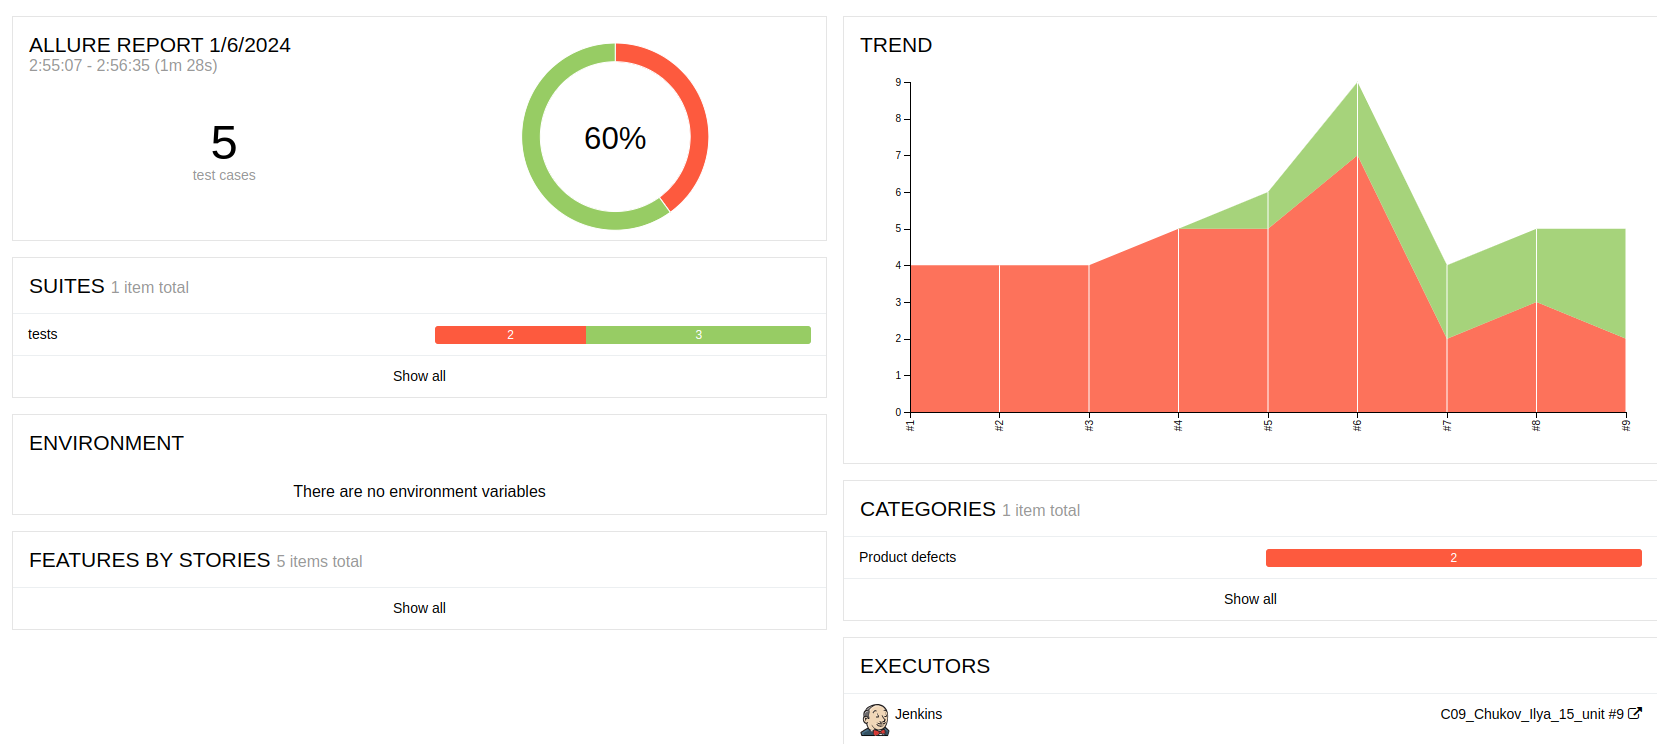 ALLURE REPORT 1/6/2024
2:55:07 - 2:56:35 (1m 28s)
5
test cases
60%
SUITES 1 item total
tests 2 3
Show all
ENVIRONMENT
There are no environment variables
FEATURES BY STORIES 5 items total
Show all
TREND
9
8
7
6
5
4
3
2
1
0
#1 #2 #3 #4 #5 #6 #7 #8 #9
CATEGORIES 1 item total
Product defects 2
Show all
EXECUTORS
Jenkins C09_Chukov_Ilya_15_unit #9